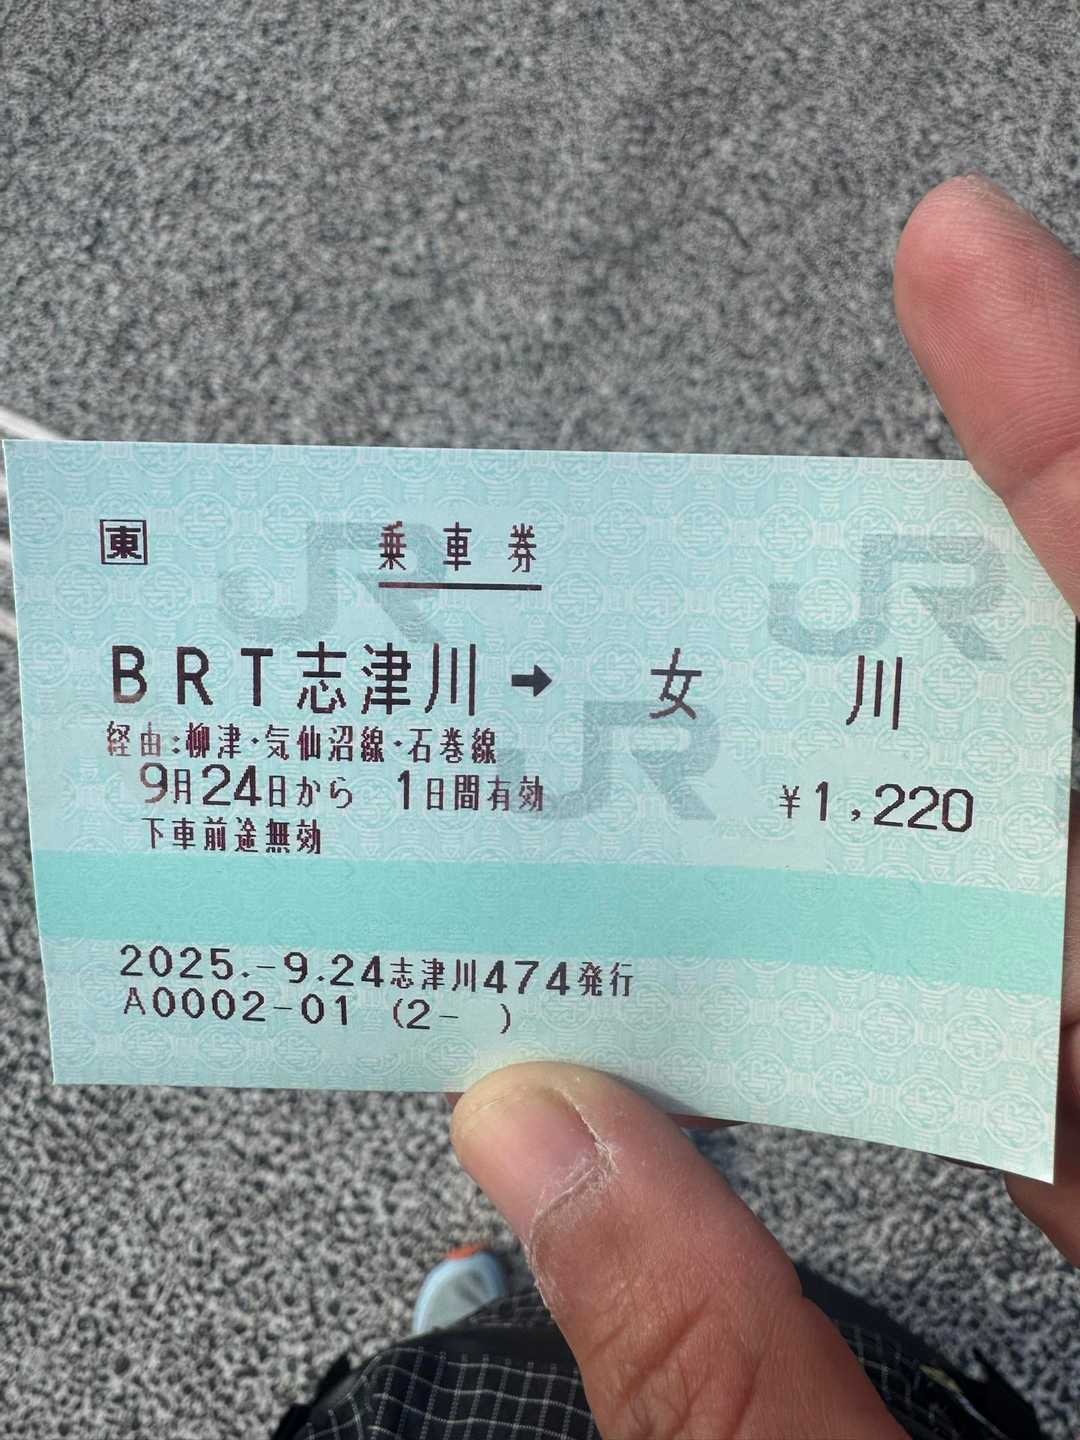 東 乗車券
BRT志津川 → 女川
経由:柳津・気仙沼線・石巻線
9月24日から 1日間有効 ¥1,220
下車前途無効
2025.-9.24志津川474発行
A0002-01 (2- )
JR JR
JR